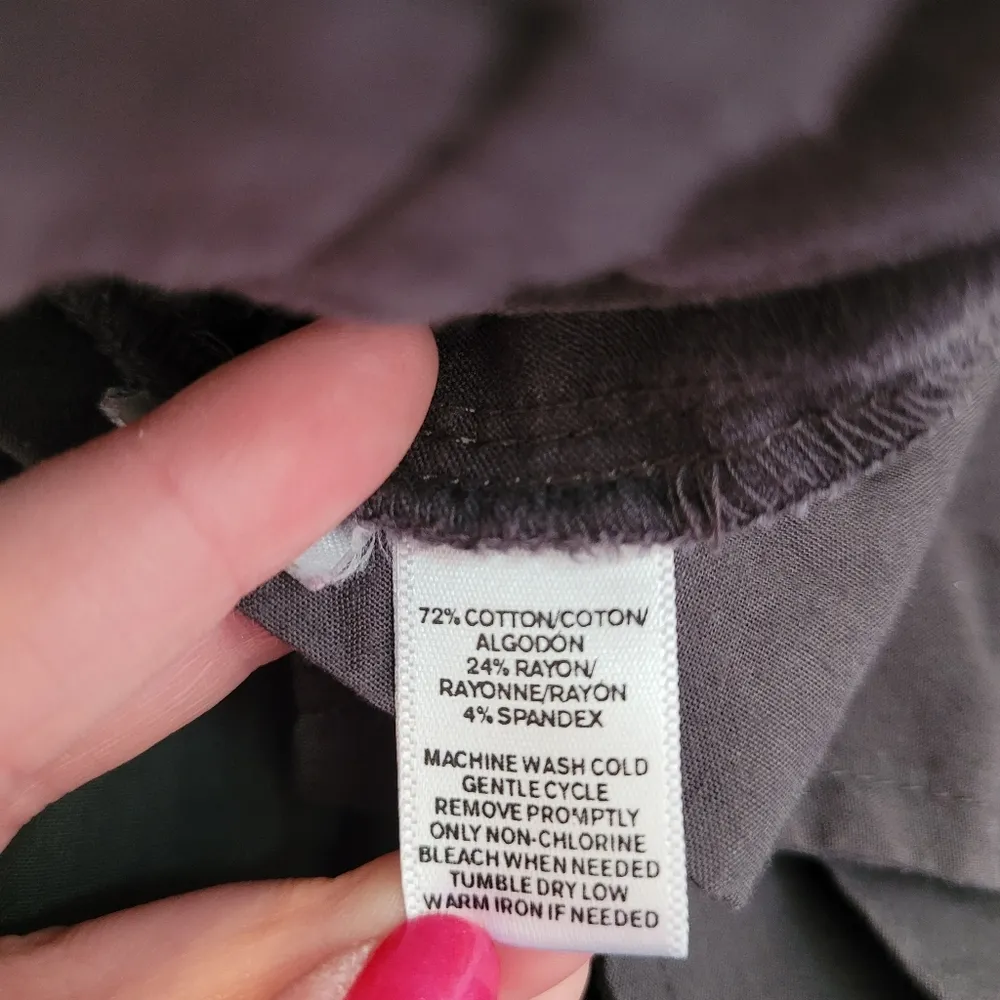 72% COTTON/COTON/
ALGODÓN
24% RAYON/
RAYONNE/RAYÓN
4% SPANDEX
MACHINE WASH COLD
GENTLE CYCLE
REMOVE PROMPTLY
ONLY NON-CHLORINE
BLEACH WHEN NEEDED
TUMBLE DRY LOW
WARM IRON IF NEEDED